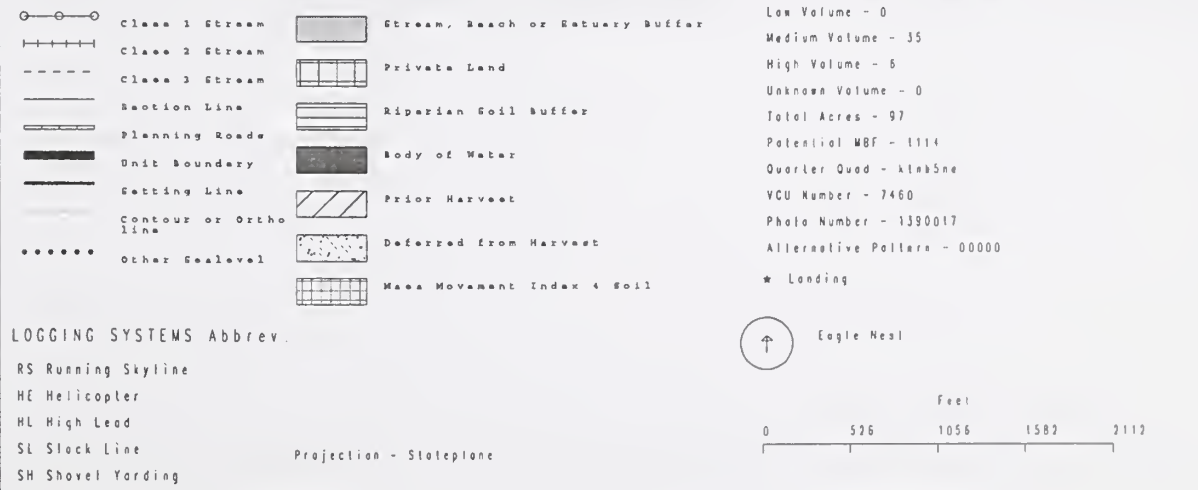 Class 1 Stream
Class 2 Stream
Class 3 Stream
Section Line
Planning Roads
Unit Boundary
Setting Line
Contour or Ortho
line
Other Sealevel
Stream, Beach or Estuary Buffer
Private Land
Riparian Soil Buffer
Body of Water
Prior Harvest
Deferred from Harvest
Mass Movement Index 4 Soil
Low Volume - 0
Medium Volume - 35
High Volume - 6
Unknown Volume - 0
Total Acres - 97
Potential MBF - 1114
Quarter Quad - ktnb5ne
VCU Number - 7460
Photo Number - 1390017
Alternative Pattern - 00000
* Landing
Eagle Nest
LOGGING SYSTEMS Abbrev.
RS Running Skyline
HE Helicopter
HL High Lead
SL Slack Line
SH Shovel Yarding
Projection - Stateplane
Feet
0 526 1056 1582 2112